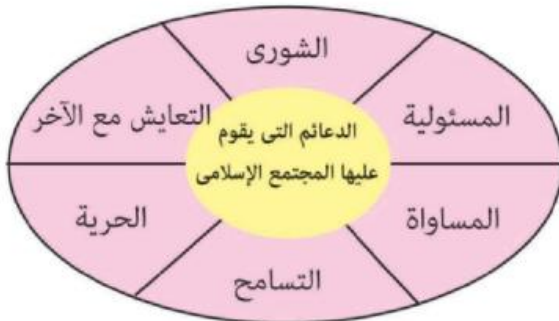 الشورى
المسئولية
المساواة
التسامح
الحرية
التعايش مع الآخر
الدعائم التى يقوم
عليها المجتمع الإسلامى